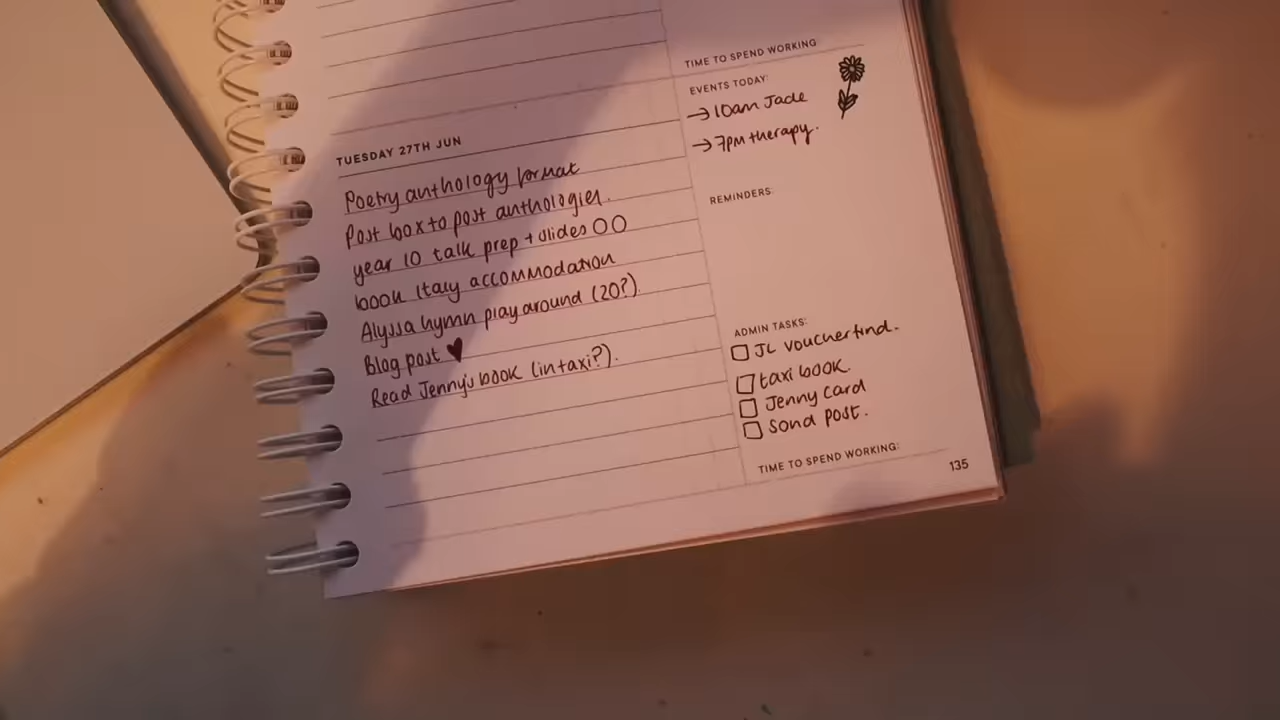 TUESDAY 27TH JUN
Poetry anthology format
Post box to post anthologies.
year 10 talk prep + slides OO
book Italy accommodation
Alyssa hymn play around (20?)
Blog post ♥
Read Jenny's book (in taxi?).
TIME TO SPEND WORKING
EVENTS TODAY:
→ 10am Jade
→ 7PM therapy.
REMINDERS:
ADMIN TASKS:
☐ JL voucher find.
☐ taxi book.
☐ Jenny card
☐ Send post.
TIME TO SPEND WORKING:
135